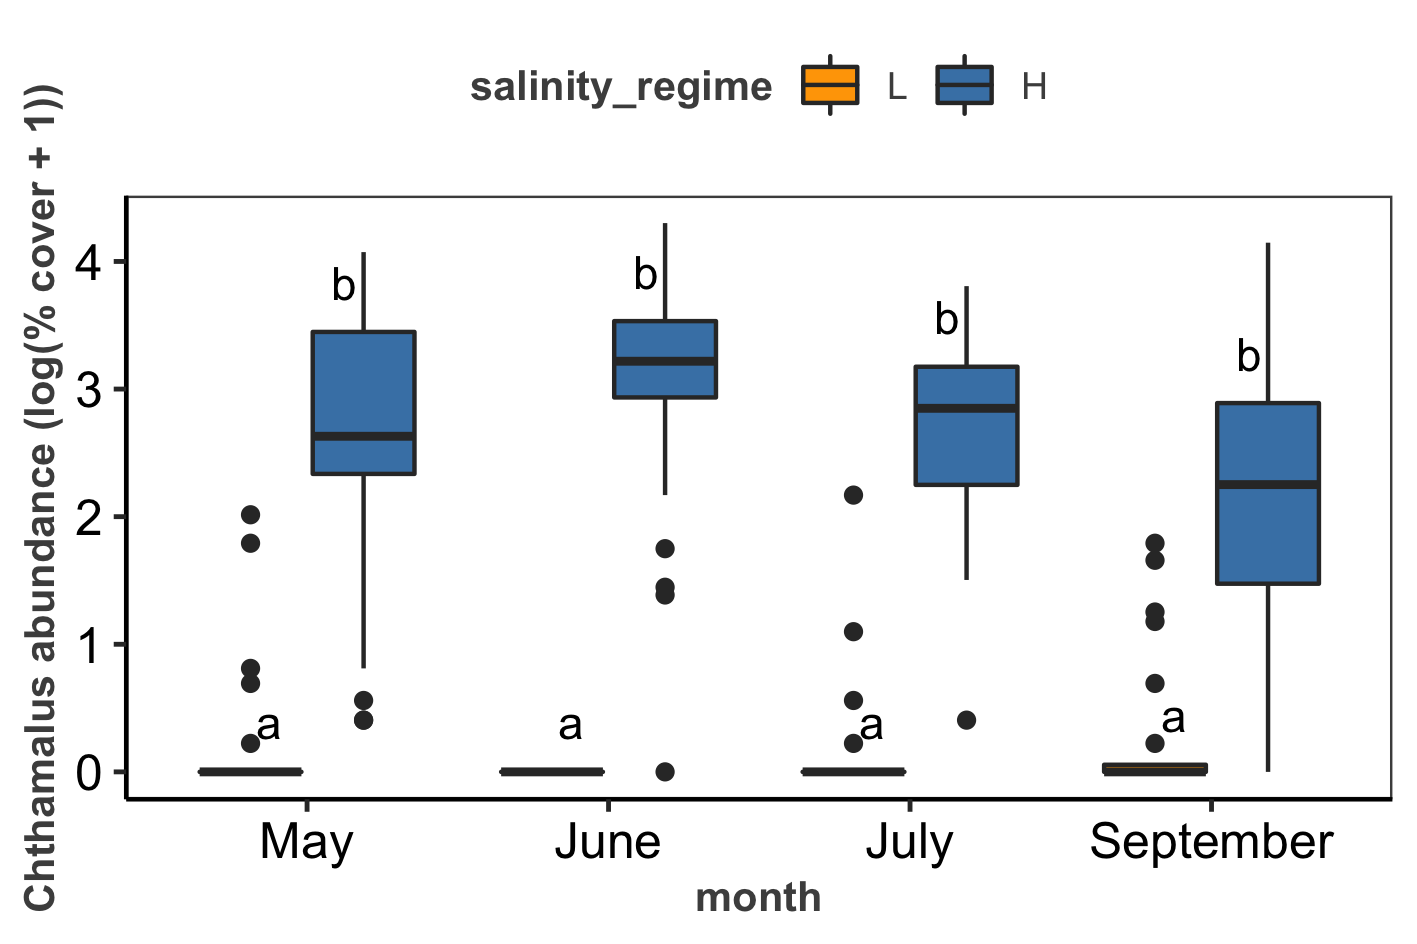 salinity_regime L H
Chthamalus abundance (log(% cover + 1))
4
3
2
1
0
b
b
b
b
a
a
a
a
May June July September
month